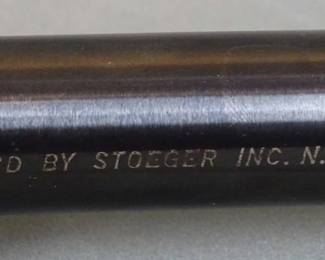 'D BY STOEGER INC. N.